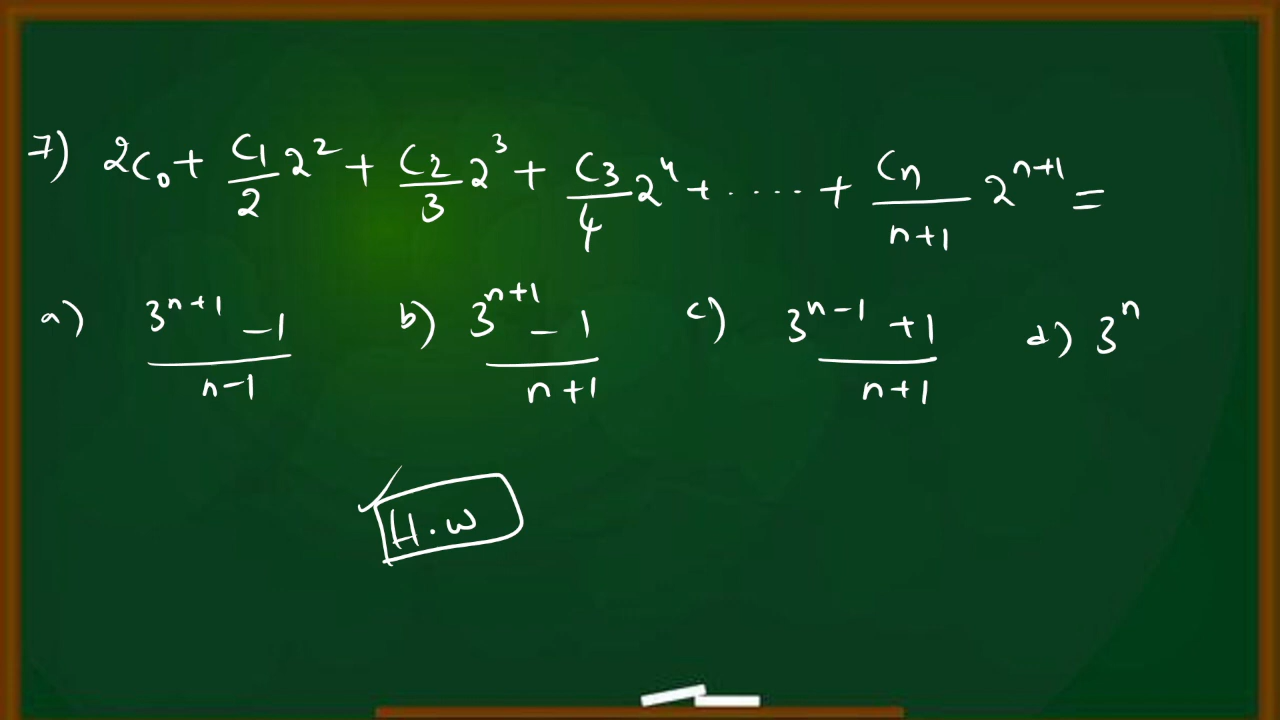 7) 2C₀ + C₁/2 2² + C₂/3 2³ + C₃/4 2⁴ + ..... + Cₙ/n+1 2ⁿ⁺¹ =
a) 3ⁿ⁺¹ - 1 / n-1 b) 3ⁿ⁺¹ - 1 / n+1 c) 3ⁿ⁻¹ + 1 / n+1 d) 3ⁿ
H.W